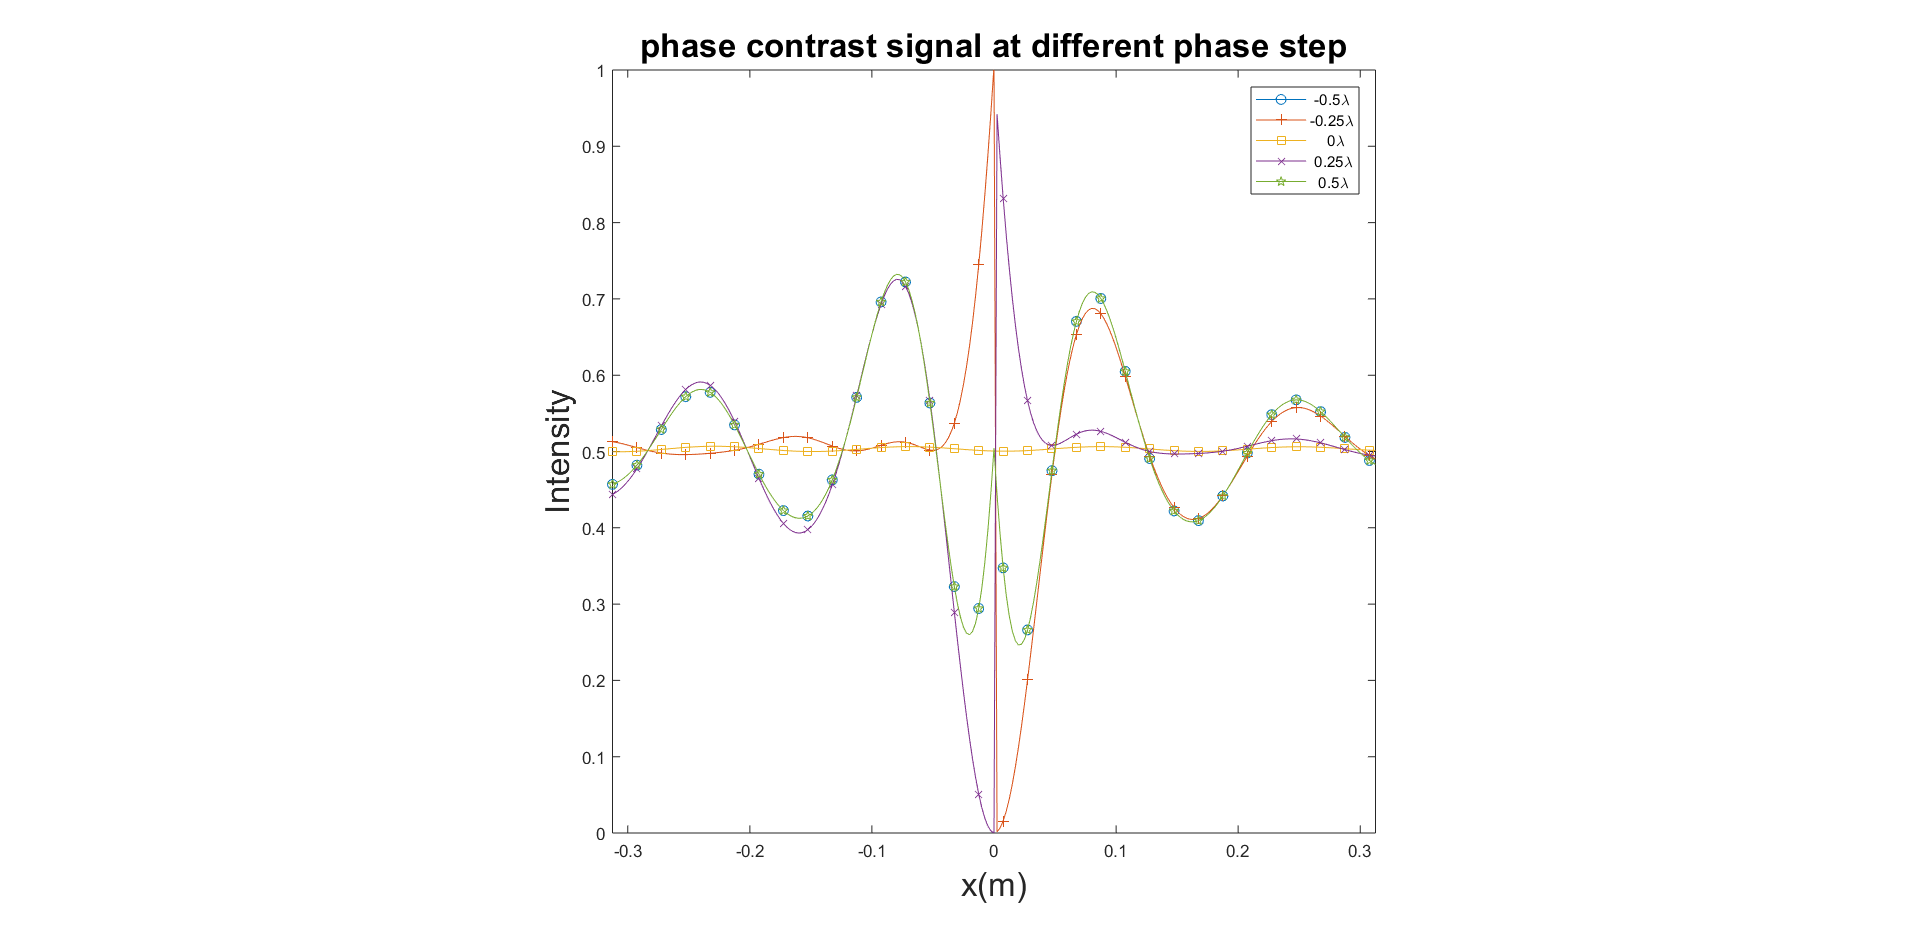 phase contrast signal at different phase step
1
0.9
0.8
0.7
0.6
0.5
0.4
0.3
0.2
0.1
0
Intensity
-0.5λ
-0.25λ
0λ
0.25λ
0.5λ
-0.3 -0.2 -0.1 0 0.1 0.2 0.3
x(m)